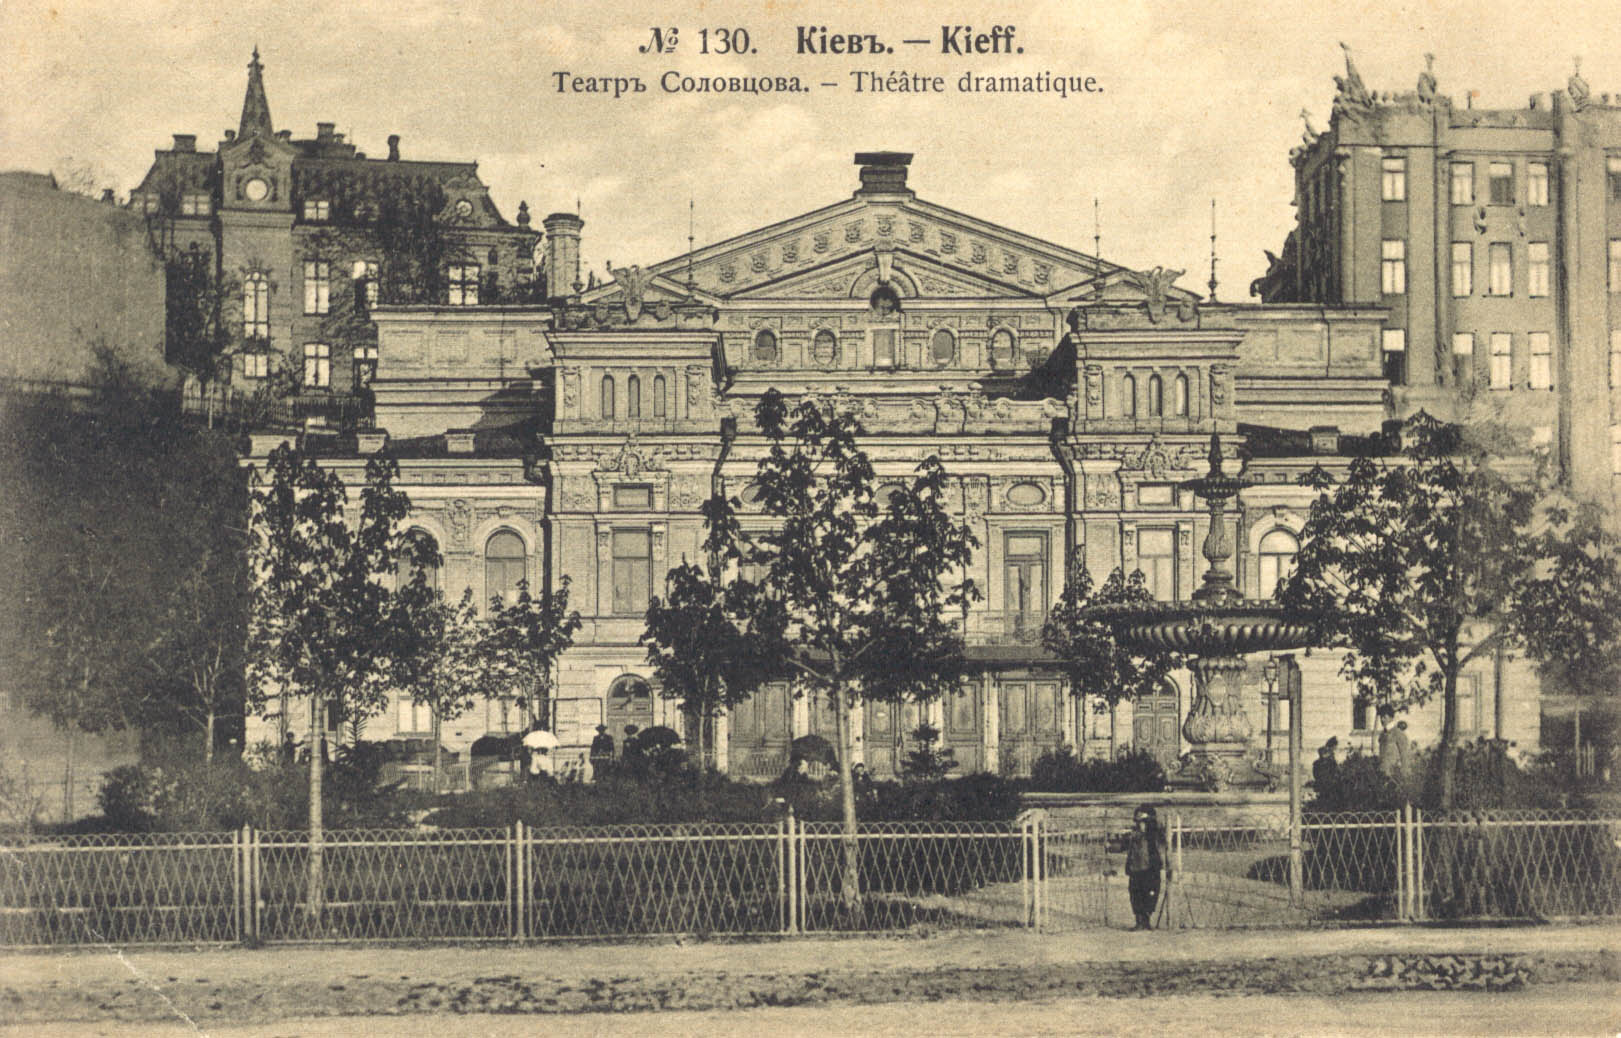 № 130. Кіевъ. — Kieff.
Театръ Соловцова. — Théâtre dramatique.